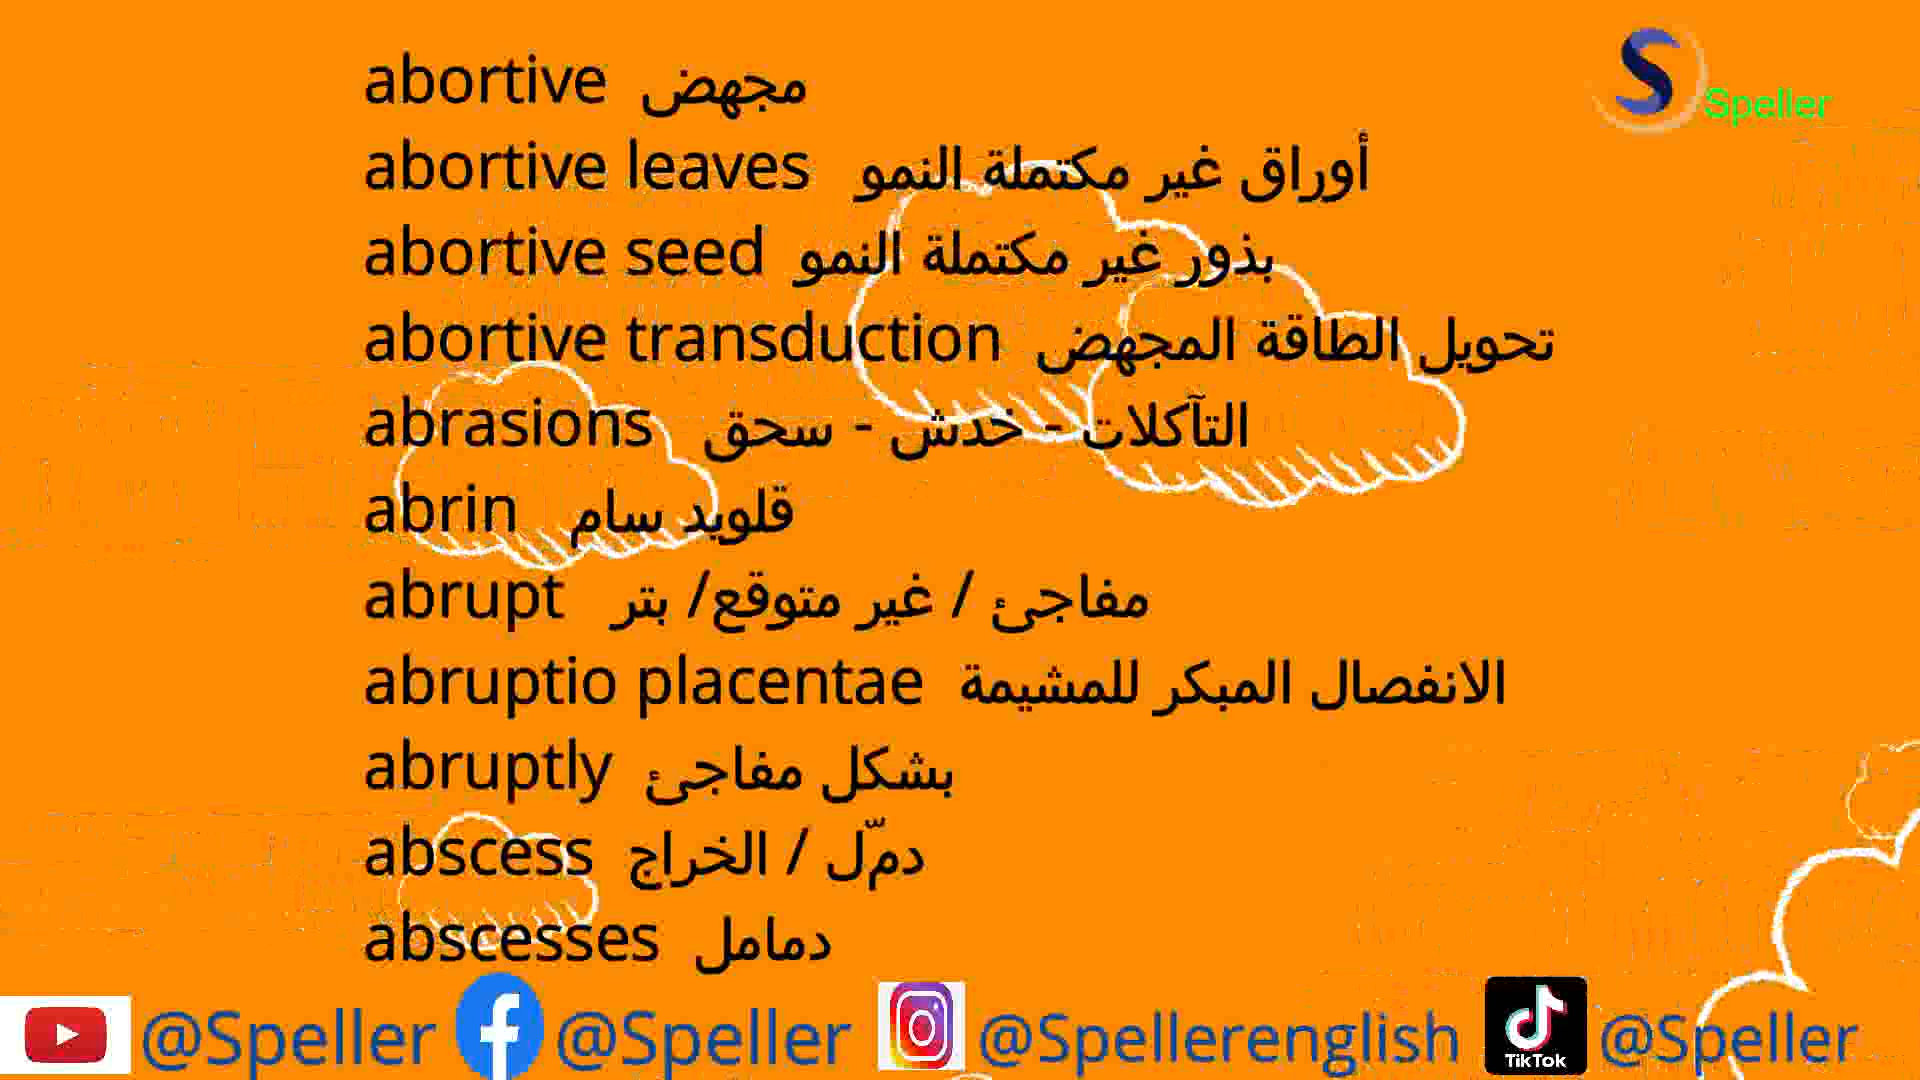 Speller
abortive مجهض
abortive leaves أوراق غير مكتملة النمو
abortive seed بذور غير مكتملة النمو
abortive transduction تحويل الطاقة المجهض
abrasions التآكلات - خدش - سحق
abrin قلويد سام
abrupt مفاجئ / غير متوقع/ بتر
abruptio placentae الانفصال المبكر للمشيمة
abruptly بشكل مفاجئ
abscess دمّل / الخراج
abscesses دمامل
@Speller @Speller @Spellerenglish TikTok @Speller